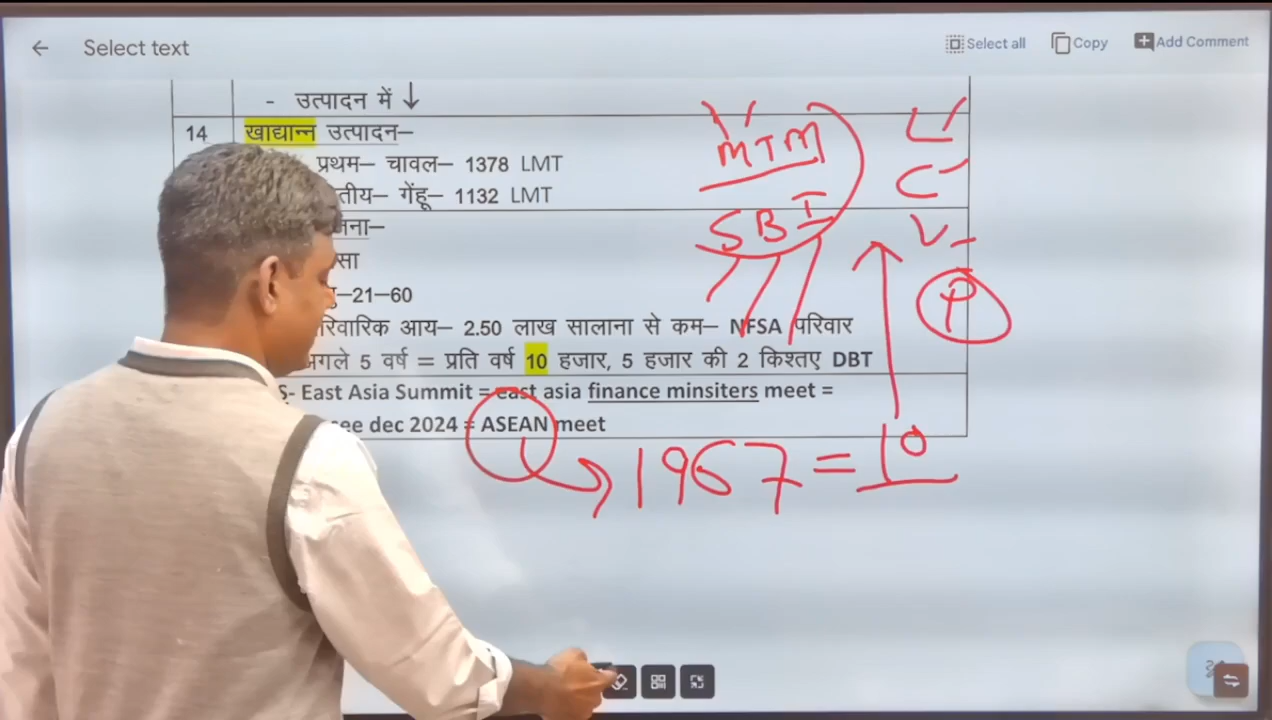 Select text
Select all
Copy
Add Comment
- उत्पादन में ↓
14 खाद्यान्न उत्पादन–
प्रथम– चावल– 1378 LMT
तीय– गेंहू– 1132 LMT
जना–
सा
–21–60
रिवारिक आय– 2.50 लाख सालाना से कम– NFSA परिवार
गले 5 वर्ष = प्रति वर्ष 10 हजार, 5 हजार की 2 किश्तए DBT
S- East Asia Summit = east asia finance minsiters meet =
ee dec 2024 = ASEAN meet
MTM
SBI
L
C
V
P
1967 = 10